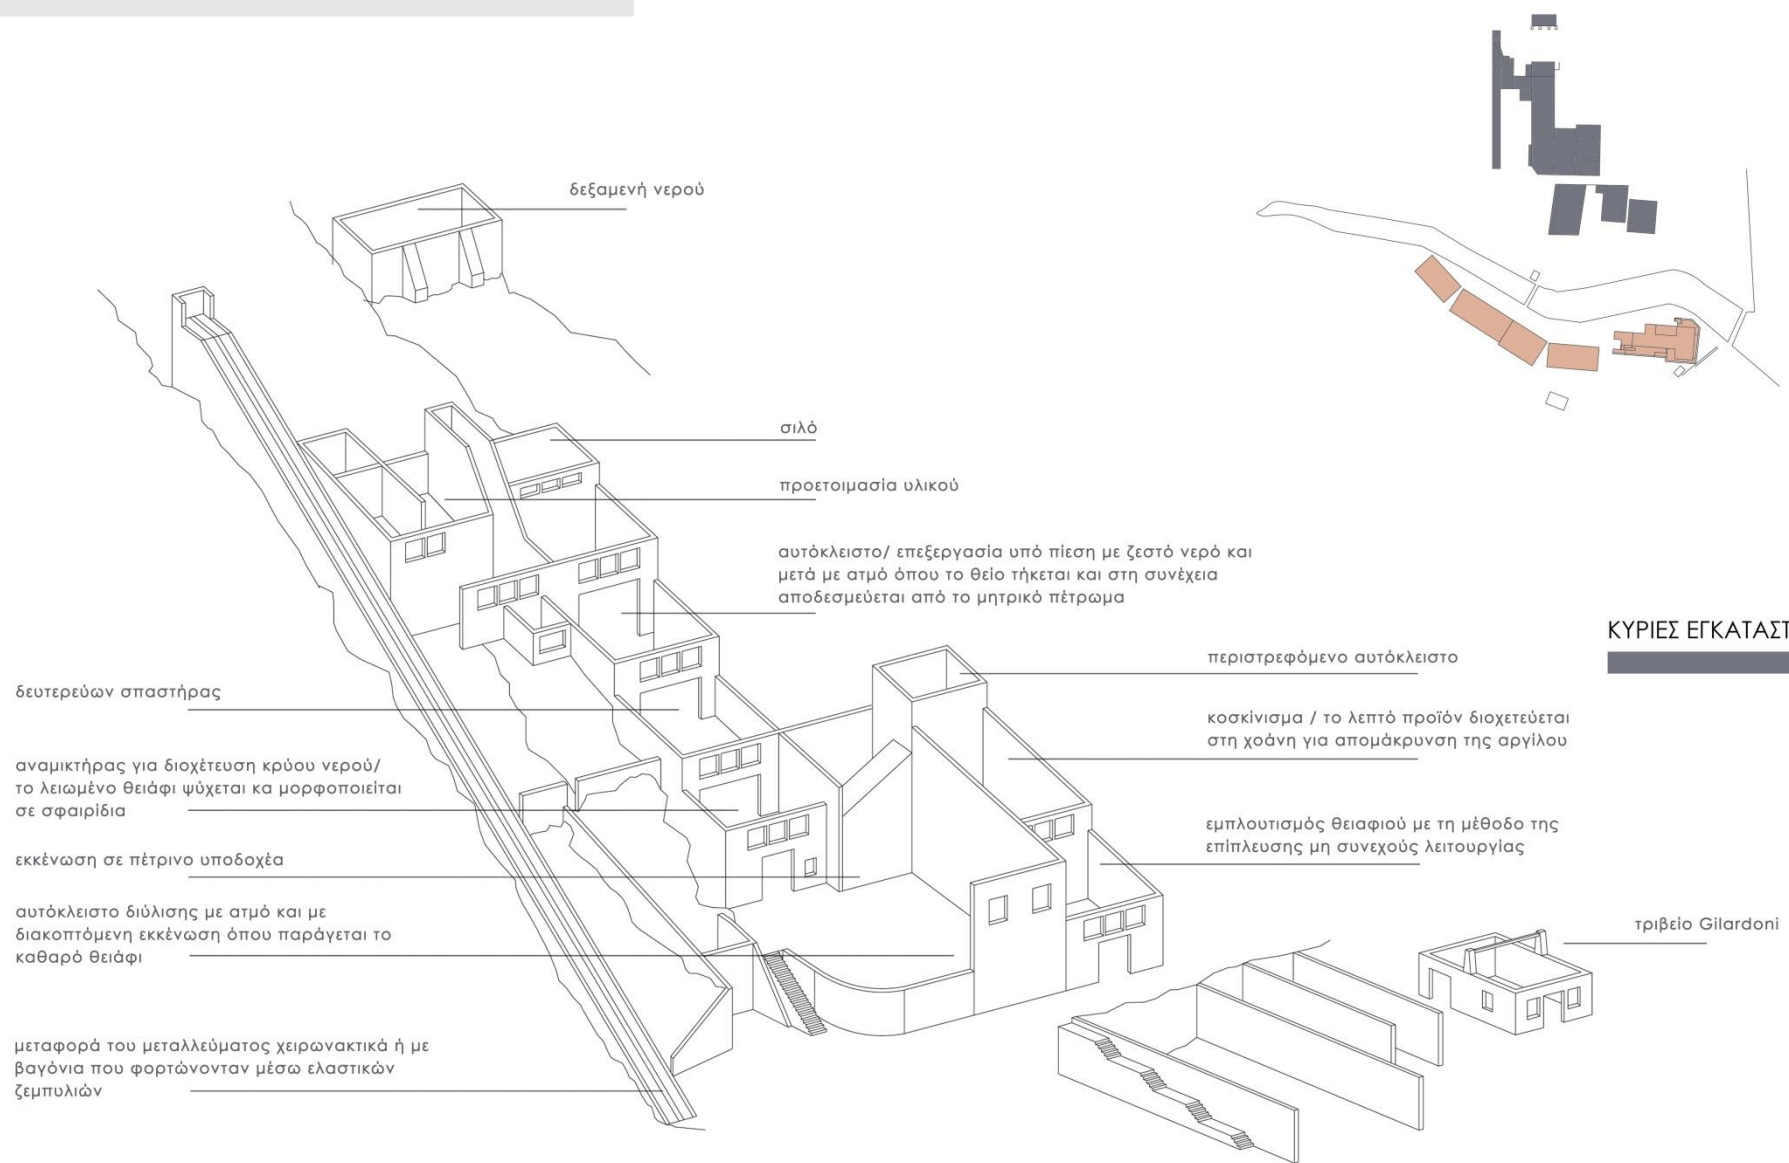 δεξαμενή νερού
σιλό
προετοιμασία υλικού
αυτόκλειστο/ επεξεργασία υπό πίεση με ζεστό νερό και
μετά με ατμό όπου το θείο τήκεται και στη συνέχεια
αποδεσμεύεται από το μητρικό πέτρωμα
ΚΥΡΙΕΣ ΕΓΚΑΤΑΣΤ
περιστρεφόμενο αυτόκλειστο
κοσκίνισμα / το λεπτό προϊόν διοχετεύεται
στη χοάνη για απομάκρυνση της αργίλου
εμπλουτισμός θειαφιού με τη μέθοδο της
επίπλευσης μη συνεχούς λειτουργίας
τριβείο Gilardoni
δευτερεύων σπαστήρας
αναμικτήρας για διοχέτευση κρύου νερού/
το λειωμένο θειάφι ψύχεται κα μορφοποιείται
σε σφαιρίδια
εκκένωση σε πέτρινο υποδοχέα
αυτόκλειστο διύλισης με ατμό και με
διακοπτόμενη εκκένωση όπου παράγεται το
καθαρό θειάφι
μεταφορά του μεταλλεύματος χειρωνακτικά ή με
βαγόνια που φορτώνονταν μέσω ελαστικών
ζεμπυλιών